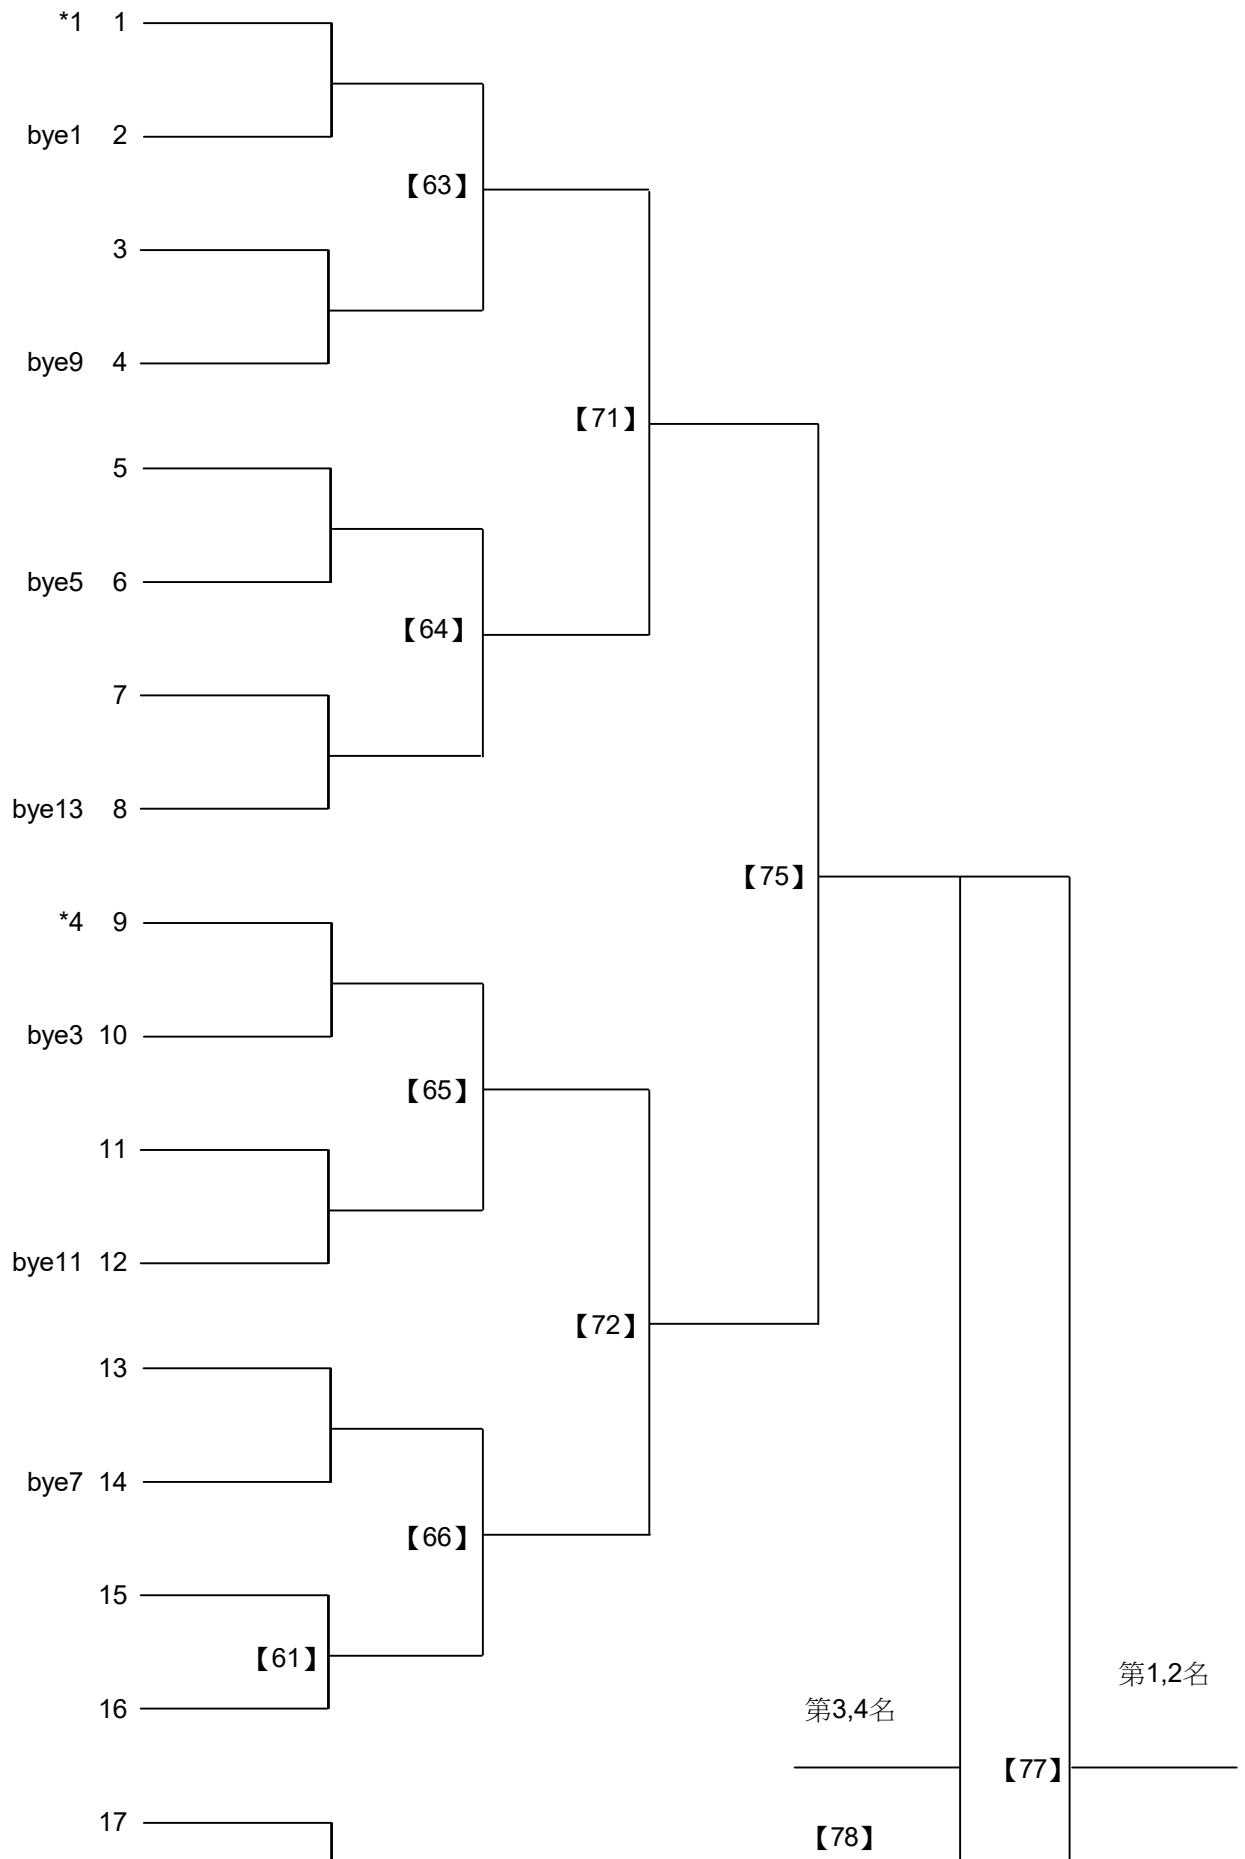 *1 1
bye1 2
【63】
3
bye9 4
【71】
5
bye5 6
【64】
7
bye13 8
【75】
*4 9
bye3 10
【65】
11
bye11 12
【72】
13
bye7 14
【66】
15
【61】
第1,2名
16
第3,4名
【77】
17
【78】